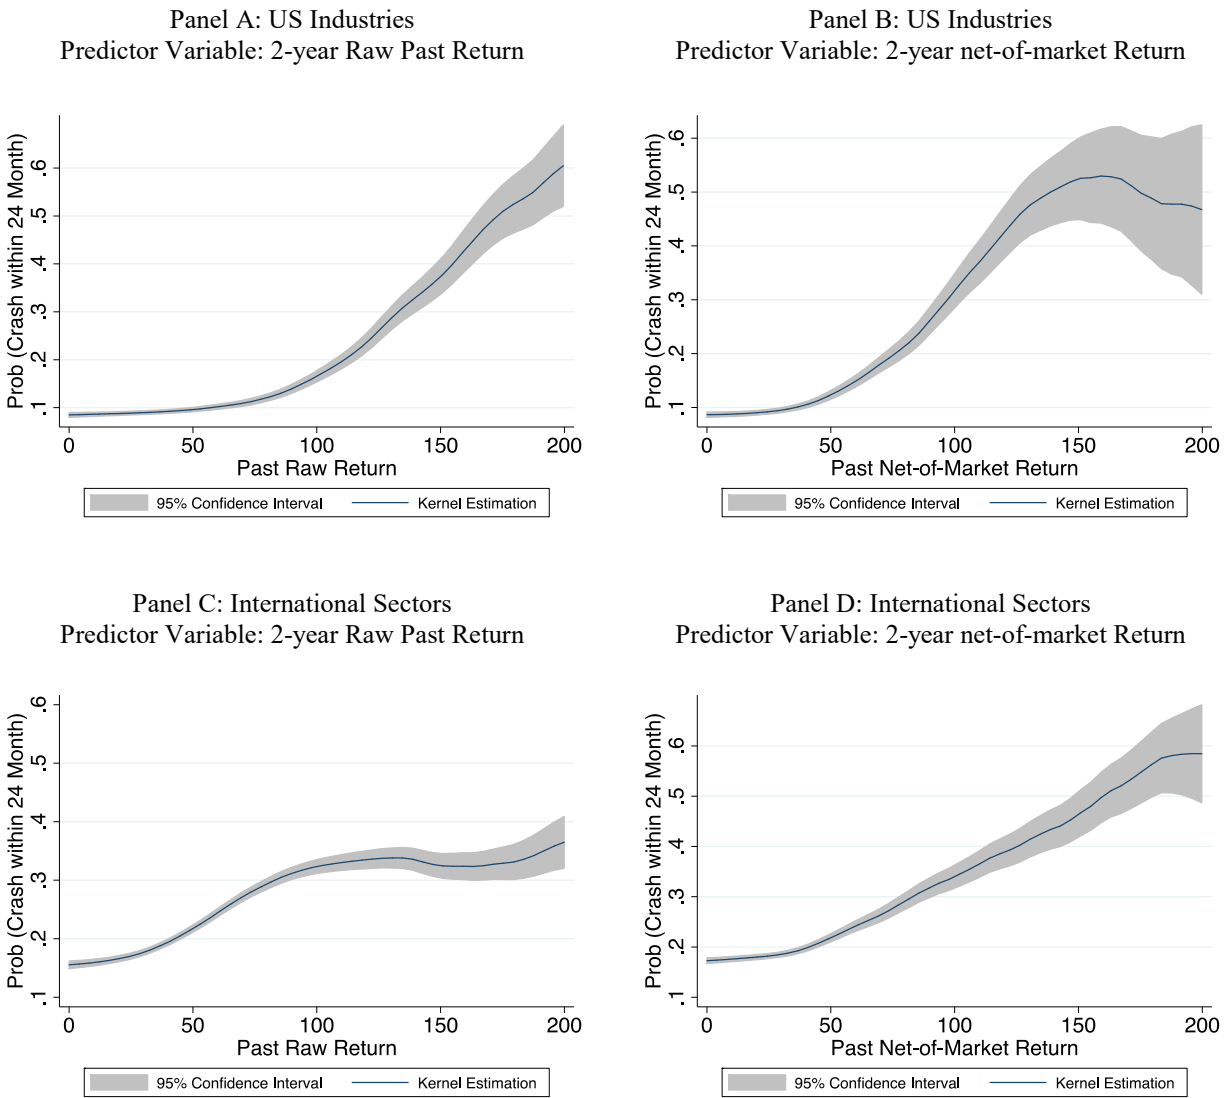 Panel A: US Industries
Predictor Variable: 2-year Raw Past Return
Prob (Crash within 24 Month)
.6
.5
.4
.3
.2
.1
0 50 100 150 200
Past Raw Return
95% Confidence Interval Kernel Estimation
Panel B: US Industries
Predictor Variable: 2-year net-of-market Return
Prob (Crash within 24 Month)
.6
.5
.4
.3
.2
.1
0 50 100 150 200
Past Net-of-Market Return
95% Confidence Interval Kernel Estimation
Panel C: International Sectors
Predictor Variable: 2-year Raw Past Return
Prob (Crash within 24 Month)
.6
.5
.4
.3
.2
.1
0 50 100 150 200
Past Raw Return
95% Confidence Interval Kernel Estimation
Panel D: International Sectors
Predictor Variable: 2-year net-of-market Return
Prob (Crash within 24 Month)
.6
.5
.4
.3
.2
.1
0 50 100 150 200
Past Net-of-Market Return
95% Confidence Interval Kernel Estimation